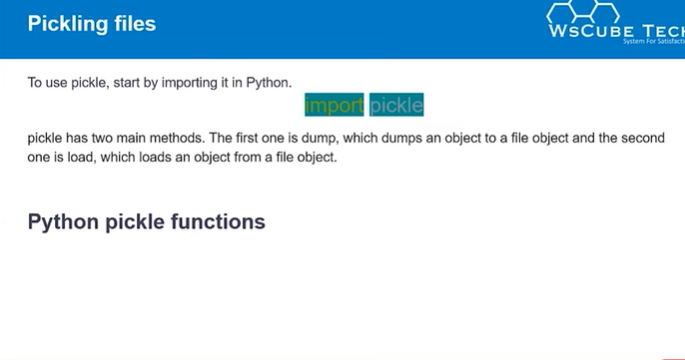 Pickling files
WsCube Tech
System For Satisfacti
To use pickle, start by importing it in Python.
import pickle
pickle has two main methods. The first one is dump, which dumps an object to a file object and the second
one is load, which loads an object from a file object.
Python pickle functions